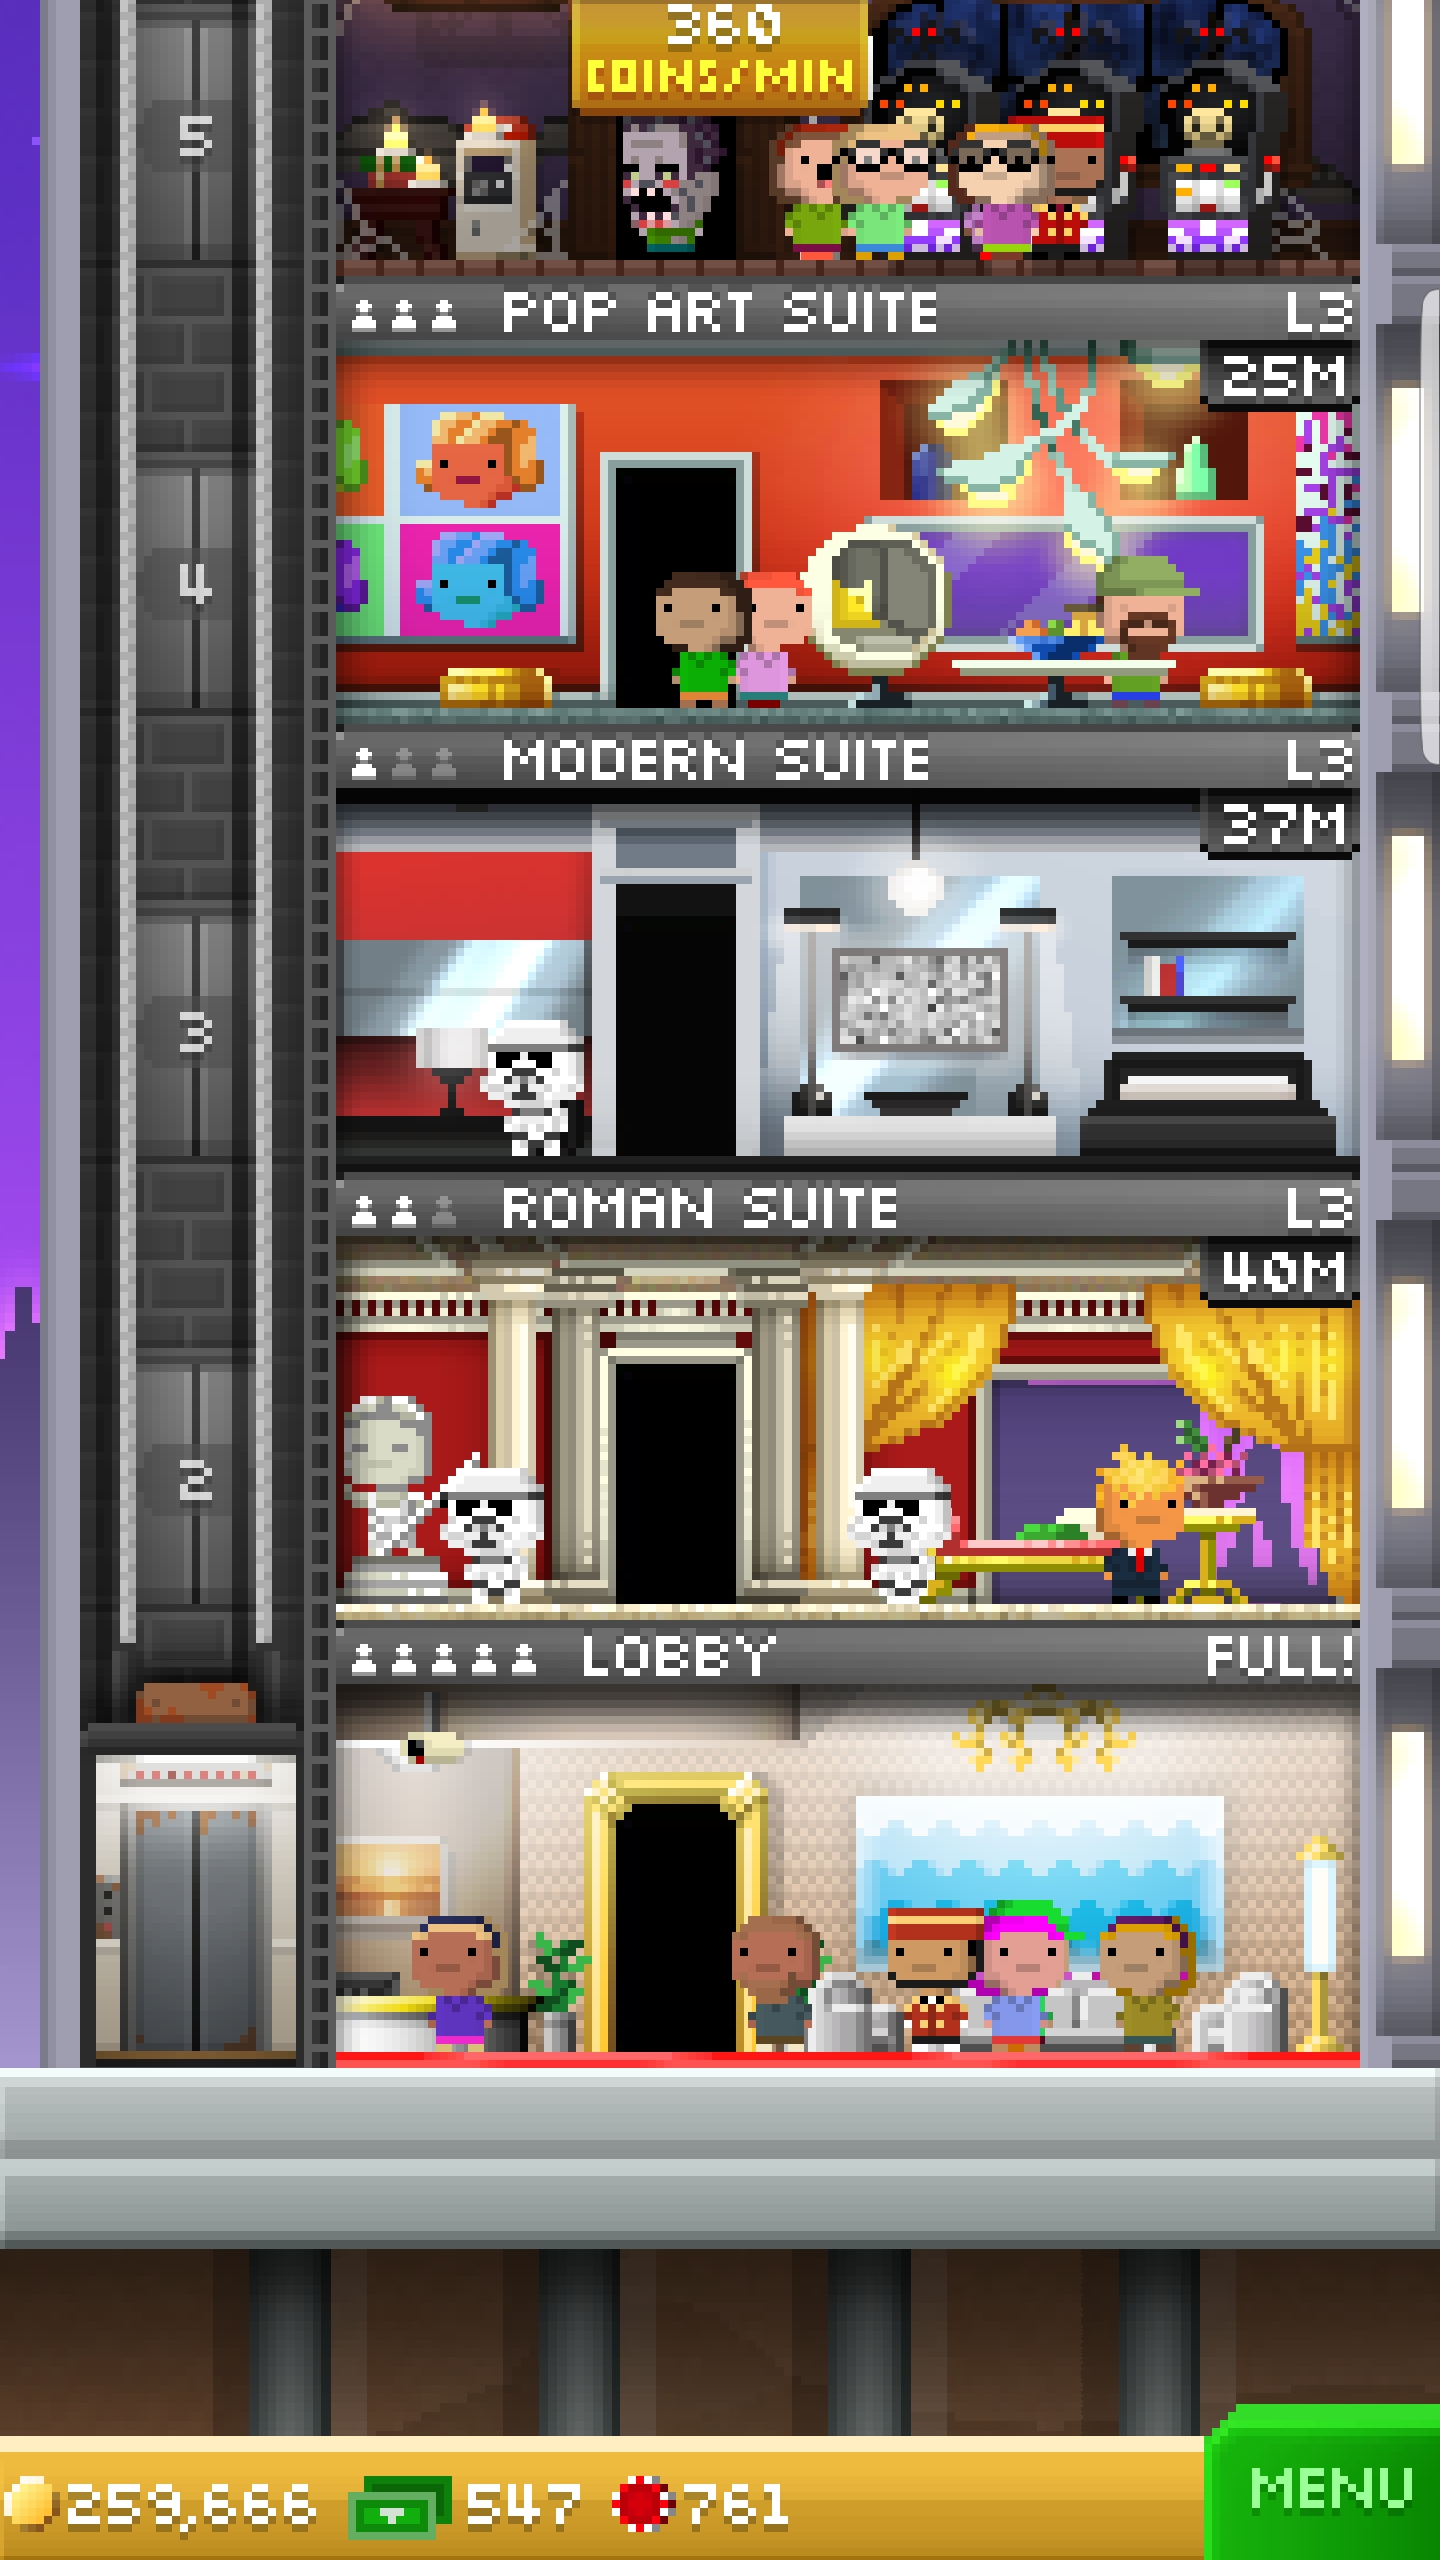 360
COINS/MIN
5
POP ART SUITE L3
25M
4
MODERN SUITE L3
37M
3
ROMAN SUITE L3
40M
2
LOBBY FULL!
259,666 547 761 MENU